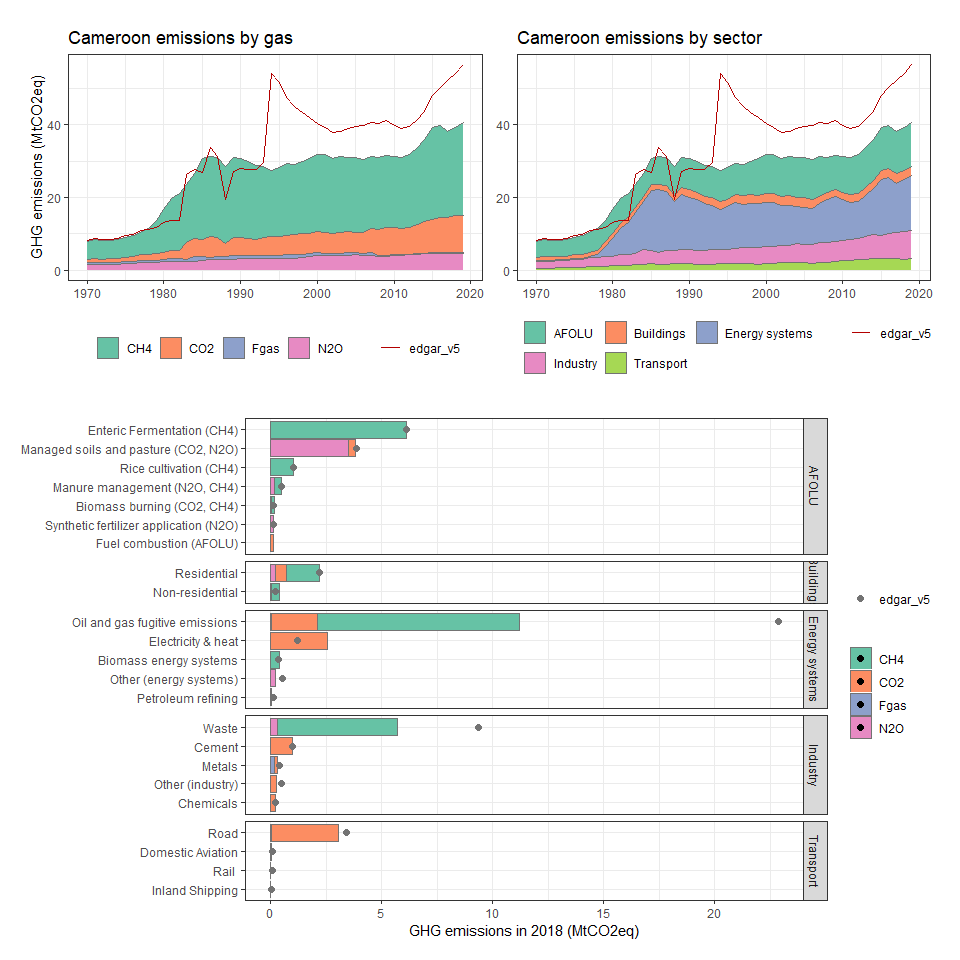 Cameroon emissions by gas
GHG emissions (MtCO2eq)
40
20
0
1970
1980
1990
2000
2010
2020
CH4
CO2
Fgas
N2O
edgar_v5
Cameroon emissions by sector
40
20
0
1970
1980
1990
2000
2010
2020
AFOLU
Buildings
Energy systems
edgar_v5
Industry
Transport
Enteric Fermentation (CH4)
Managed soils and pasture (CO2, N2O)
Rice cultivation (CH4)
Manure management (N2O, CH4)
Biomass burning (CO2, CH4)
Synthetic fertilizer application (N2O)
Fuel combustion (AFOLU)
AFOLU
Residential
Non-residential
Building
Oil and gas fugitive emissions
Electricity & heat
Biomass energy systems
Other (energy systems)
Petroleum refining
Energy systems
Waste
Cement
Metals
Other (industry)
Chemicals
Industry
Road
Domestic Aviation
Rail
Inland Shipping
Transport
0
5
10
15
20
GHG emissions in 2018 (MtCO2eq)
edgar_v5
CH4
CO2
Fgas
N2O